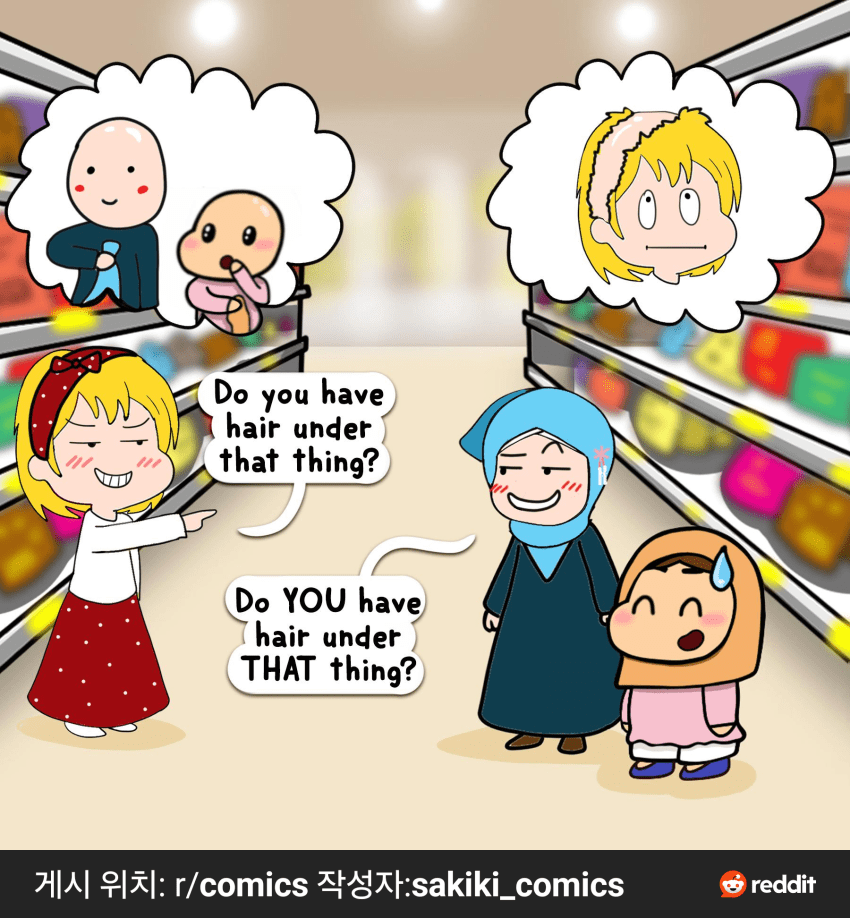 Do you have
hair under
that thing?
Do YOU have
hair under
THAT thing?
게시 위치: r/comics 작성자:sakiki_comics
reddit